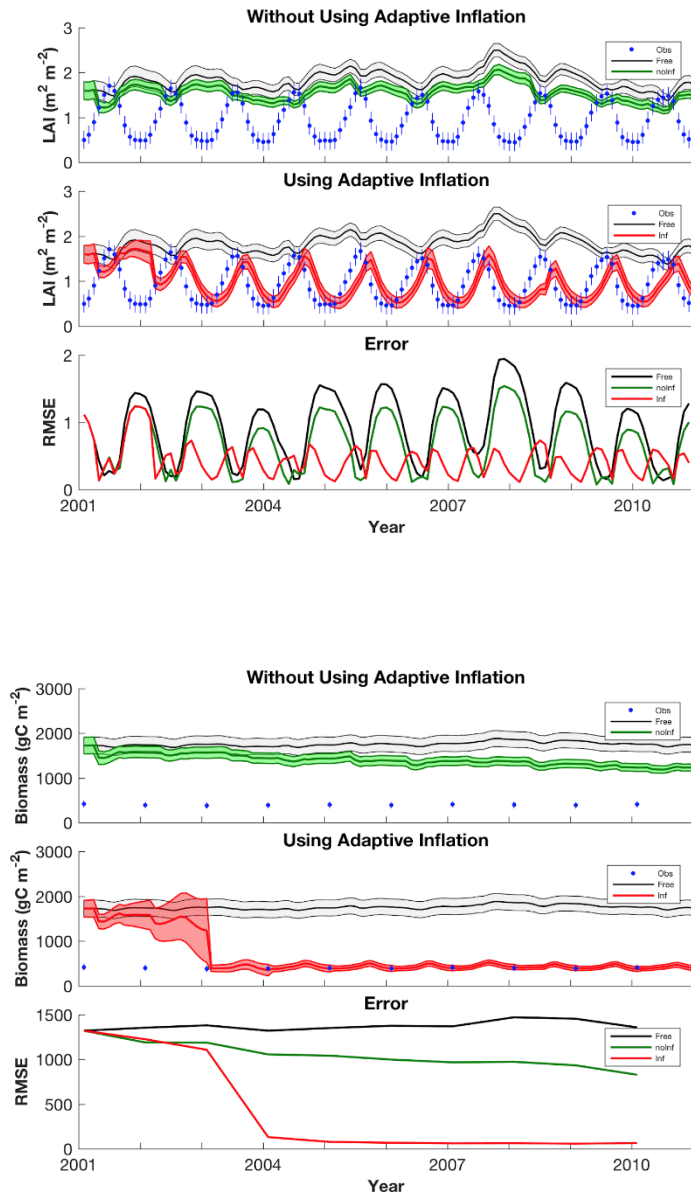 Without Using Adaptive Inflation
3
2
1
0
LAI (m² m⁻²)
Obs
Free
noInf
Using Adaptive Inflation
3
2
1
0
LAI (m² m⁻²)
Obs
Free
Inf
Error
2
1
0
RMSE
Free
noInf
Inf
2001 2004 2007 2010
Year
Without Using Adaptive Inflation
3000
2000
1000
0
Biomass (gC m⁻²)
Obs
Free
noInf
Using Adaptive Inflation
3000
2000
1000
0
Biomass (gC m⁻²)
Obs
Free
Inf
Error
1500
1000
500
0
RMSE
Free
noInf
Inf
2001 2004 2007 2010
Year